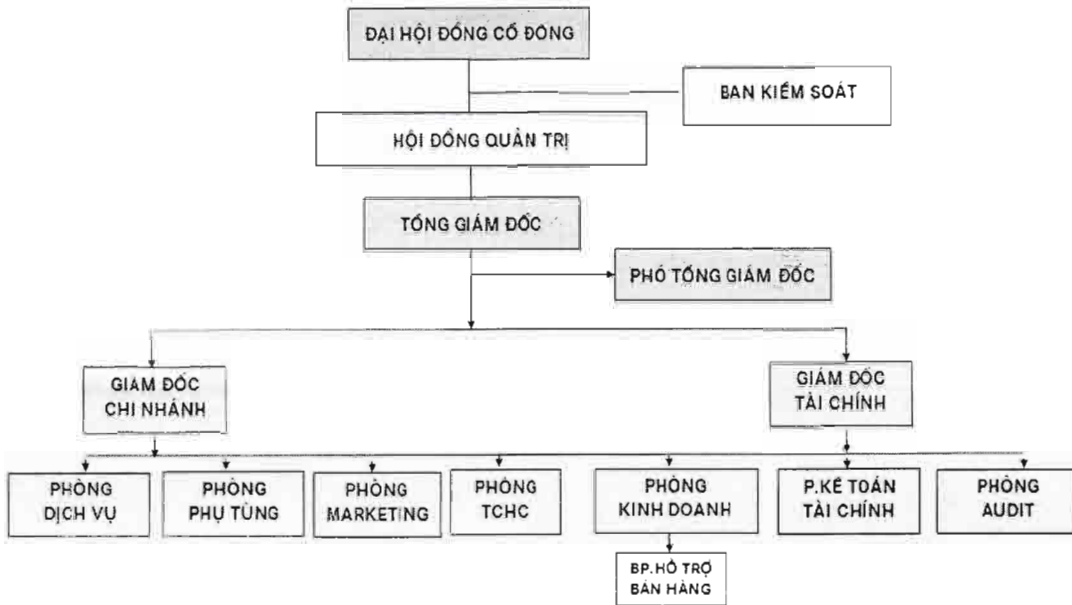 ĐẠI HỘI ĐỒNG CỔ ĐÔNG
BAN KIỂM SOÁT
HỘI ĐỒNG QUẢN TRỊ
TỔNG GIÁM ĐỐC
PHÓ TỔNG GIÁM ĐỐC
GIÁM ĐỐC
CHI NHÁNH
GIÁM ĐỐC
TÀI CHÍNH
PHÒNG
DỊCH VỤ
PHÒNG
PHỤ TÙNG
PHÒNG
MARKETING
PHÒNG
TCHC
PHÒNG
KINH DOANH
P.KẾ TOÁN
TÀI CHÍNH
PHÒNG
AUDIT
BP.HỖ TRỢ
BÁN HÀNG